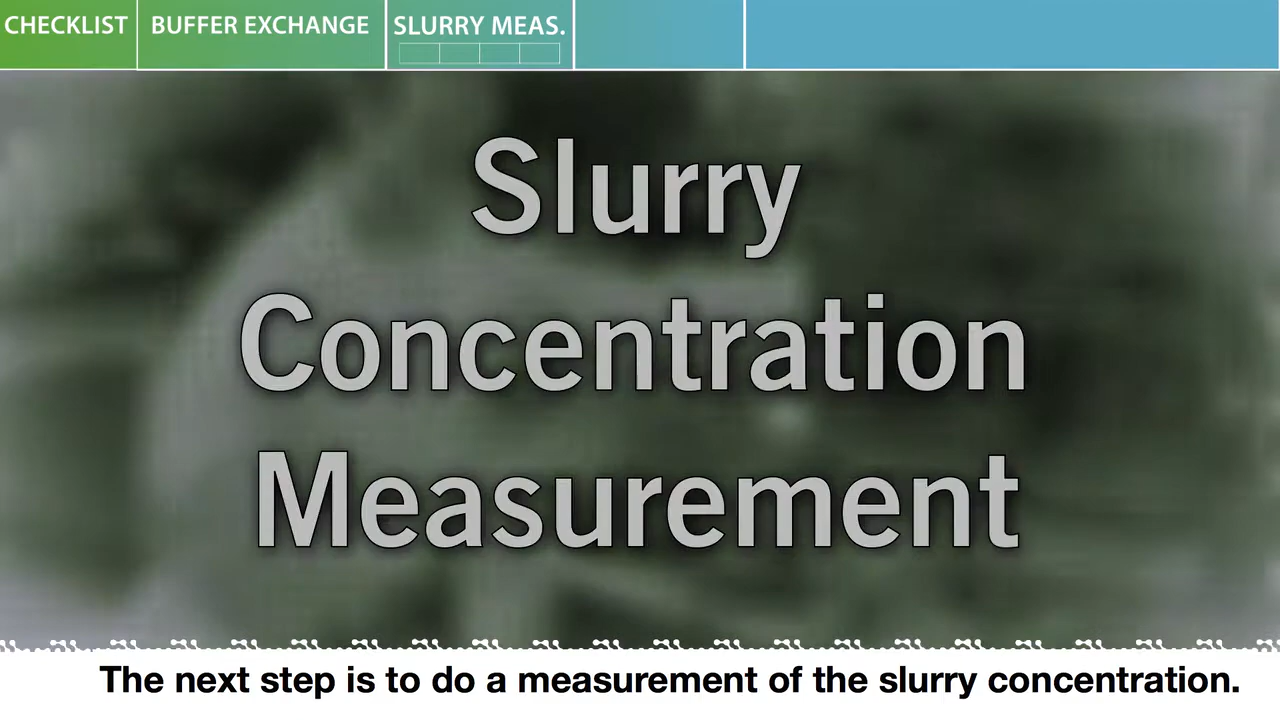 CHECKLIST
BUFFER EXCHANGE
SLURRY MEAS.
Slurry
Concentration
Measurement
The next step is to do a measurement of the slurry concentration.